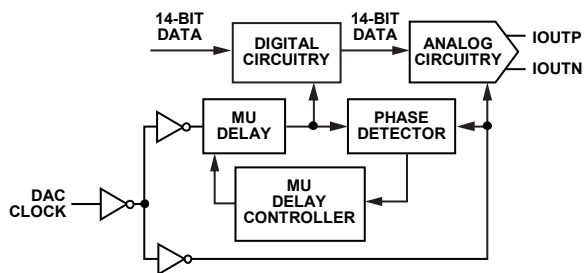 14-BIT
DATA
DIGITAL
CIRCUITRY
14-BIT
DATA
ANALOG
CIRCUITRY
IOUTP
IOUTN
MU
DELAY
PHASE
DETECTOR
DAC
CLOCK
MU
DELAY
CONTROLLER